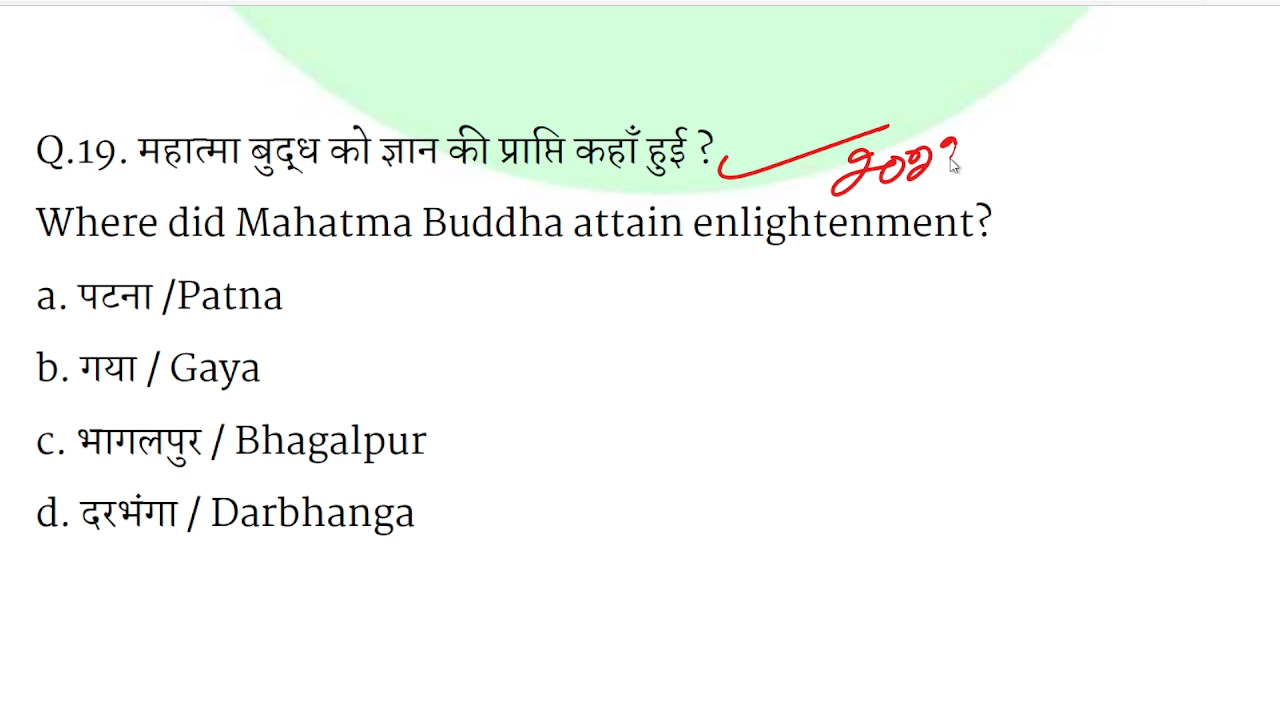 Q.19. महात्मा बुद्ध को ज्ञान की प्राप्ति कहाँ हुई ?
Where did Mahatma Buddha attain enlightenment?
a. पटना /Patna
b. गया / Gaya
c. भागलपुर / Bhagalpur
d. दरभंगा / Darbhanga